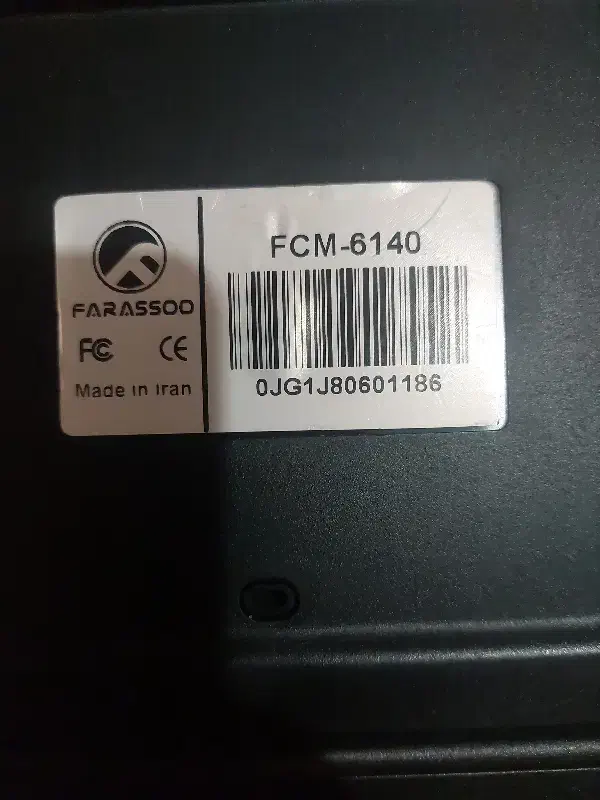 FARASSOO
FC CE
Made in Iran
FCM-6140
0JG1J80601186